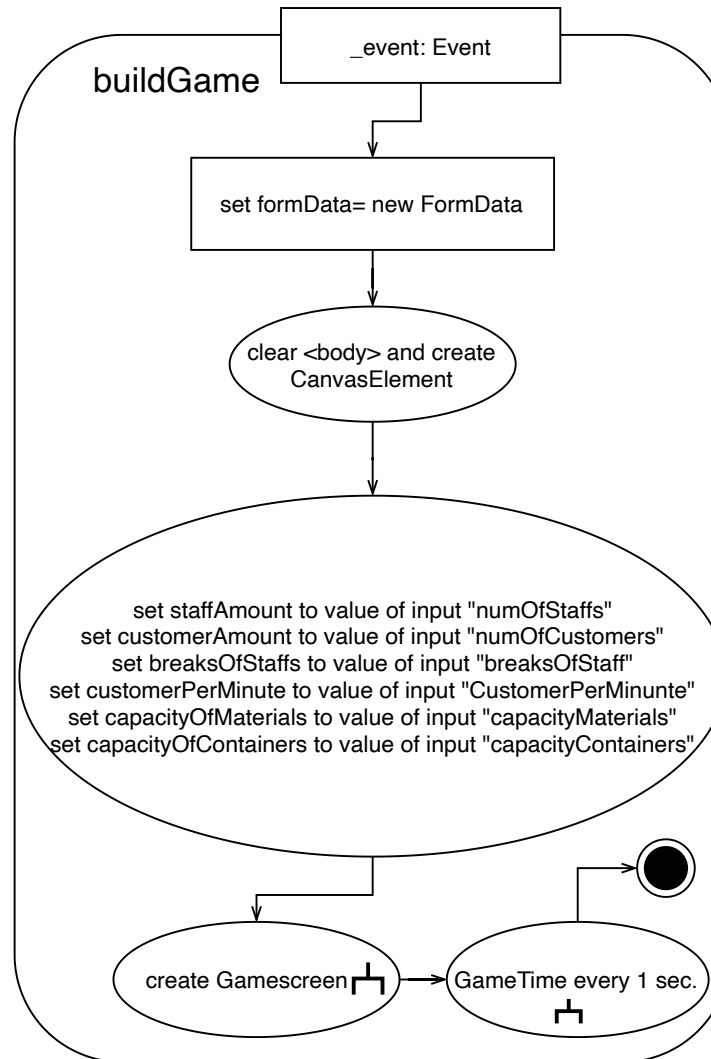 _event: Event
buildGame
set formData= new FormData
clear <body> and create
CanvasElement
set staffAmount to value of input "numOfStaffs"
set customerAmount to value of input "numOfCustomers"
set breaksOfStaffs to value of input "breaksOfStaff"
set customerPerMinute to value of input "CustomerPerMinunte"
set capacityOfMaterials to value of input "capacityMaterials"
set capacityOfContainers to value of input "capacityContainers"
create Gamescreen
GameTime every 1 sec.